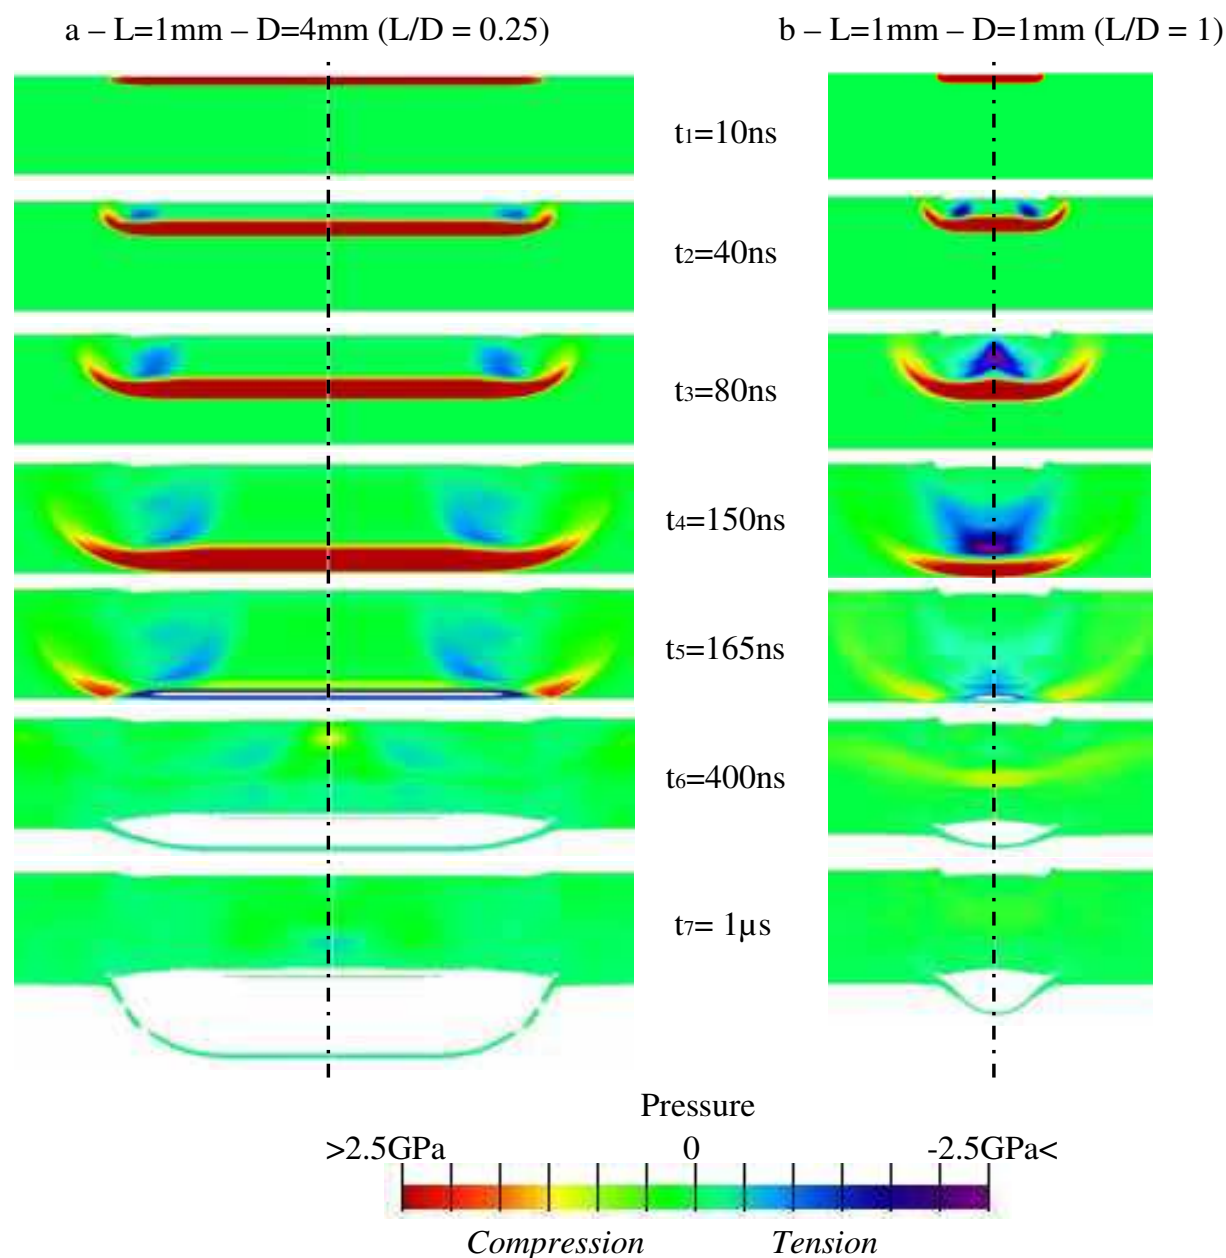 a – L=1mm – D=4mm (L/D = 0.25)
b – L=1mm – D=1mm (L/D = 1)
t1=10ns
t2=40ns
t3=80ns
t4=150ns
t5=165ns
t6=400ns
t7= 1µs
Pressure
>2.5GPa 0 -2.5GPa<
Compression Tension